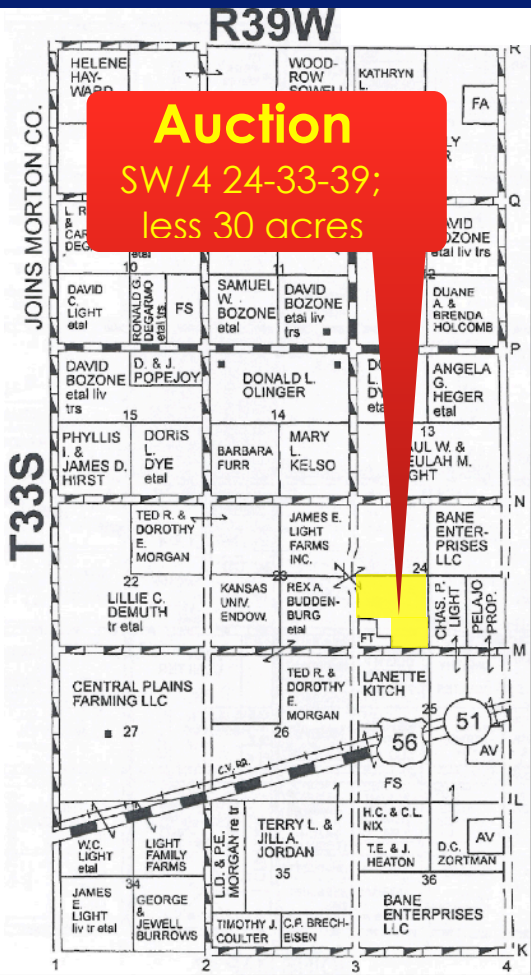 R39W
HELENE
HAY-
WARD
WOOD-
ROW
SOWELL
KATHRYN
L.
FA
R
Auction
SW/4 24-33-39;
less 30 acres
JOINS MORTON CO.
T33S
Q
L. R
&
CAR
DEG
10
11
12
DAVID
BOZONE
etal liv trs
DAVID
C.
LIGHT
etal
RONALD G.
DEGARMO
etal trs
FS
SAMUEL
W.
BOZONE
etal
DAVID
BOZONE
etal liv
trs
DUANE
A. &
BRENDA
HOLCOMB
P
DAVID
BOZONE
etal liv
trs
D. & J.
POPEJOY
15
DONALD L.
OLINGER
14
L.
DYE
etal
ANGELA
G.
HEGER
etal
PHYLLIS
I. &
JAMES D.
HIRST
DORIS
L.
DYE
etal
BARBARA
FURR
MARY
L.
KELSO
13
PAUL W. &
BEULAH M.
LIGHT
N
TED R. &
DOROTHY
E.
MORGAN
JAMES E.
LIGHT
FARMS
INC.
BANE
ENTER-
PRISES
LLC
24
22
LILLIE C.
DEMUTH
tr etal
23
KANSAS
UNIV.
ENDOW.
REX A.
BUDDEN-
BURG
etal
FT
CHAS. P.
LIGHT
PELAJO
PROP.
M
CENTRAL PLAINS
FARMING LLC
27
TED R. &
DOROTHY
E.
MORGAN
26
LANETTE
KITCH
25
51
56
AV
C.V. RR.
FS
L
W.C.
LIGHT
etal
LIGHT
FAMILY
FARMS
L.D. & P.E.
MORGAN re tr
TERRY L. &
JILL A.
JORDAN
35
H.C. & C.L.
NIX
T.E. & J.
HEATON
AV
D.C.
ZORTMAN
34
36
JAMES
E.
LIGHT
liv tr etal
GEORGE
&
JEWELL
BURROWS
TIMOTHY J.
COULTER
C.P. BRECH-
EISEN
BANE
ENTERPRISES
LLC
K
1
2
3
4